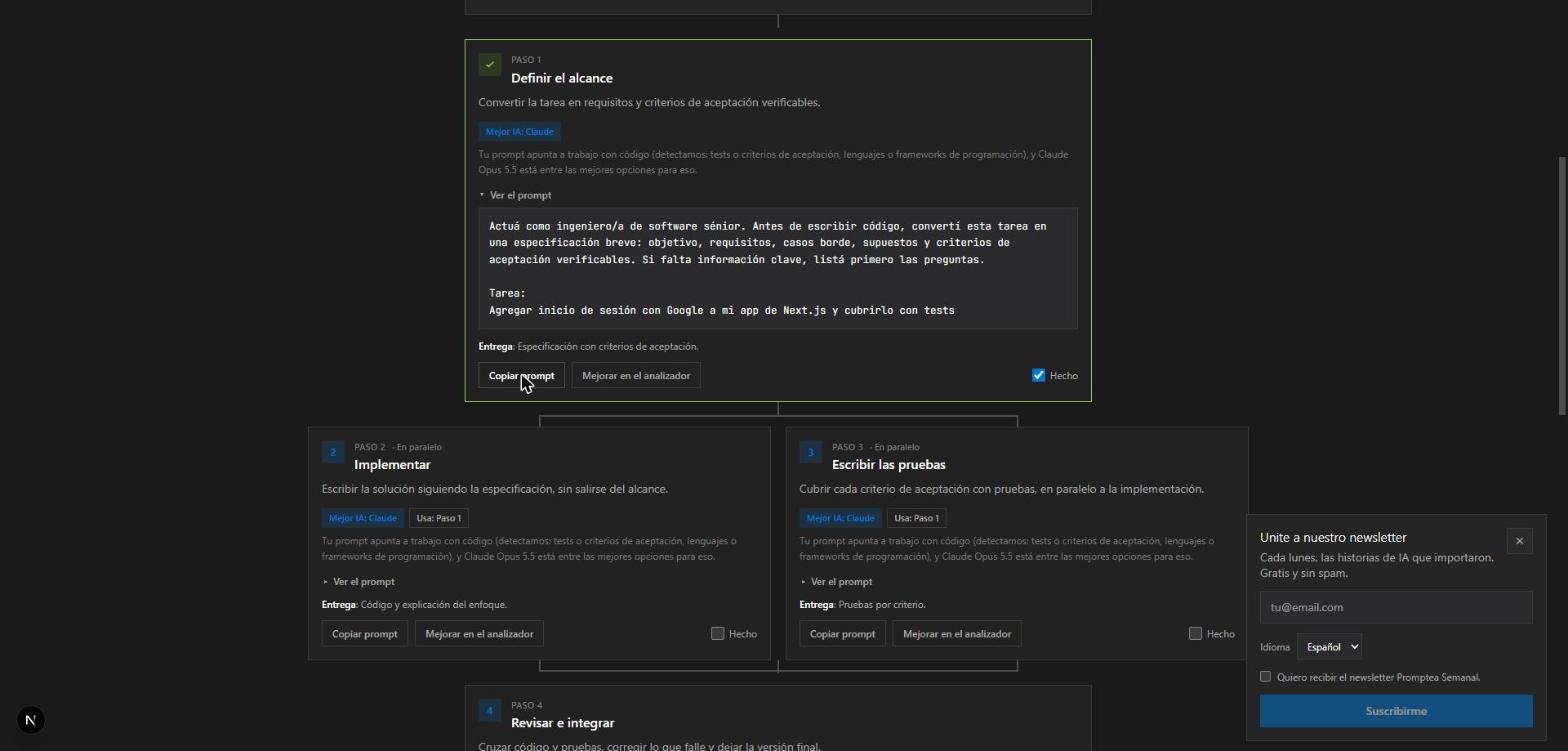 PASO 1
Definir el alcance
Convertir la tarea en requisitos y criterios de aceptación verificables.
Mejor IA: Claude
Tu prompt apunta a trabajo con código (detectamos: tests o criterios de aceptación, lenguajes o frameworks de programación), y Claude
Opus 5.5 está entre las mejores opciones para eso.
Ver el prompt
Actuá como ingeniero/a de software sénior. Antes de escribir código, convertí esta tarea en
una especificación breve: objetivo, requisitos, casos borde, supuestos y criterios de
aceptación verificables. Si falta información clave, listá primero las preguntas.
Tarea:
Agregar inicio de sesión con Google a mi app de Next.js y cubrirlo con tests
Entrega: Especificación con criterios de aceptación.
Copiar prompt
Mejorar en el analizador
Hecho
2
PASO 2 · En paralelo
Implementar
Escribir la solución siguiendo la especificación, sin salirse del alcance.
Mejor IA: Claude
Usa: Paso 1
Tu prompt apunta a trabajo con código (detectamos: tests o criterios de aceptación, lenguajes o
frameworks de programación), y Claude Opus 5.5 está entre las mejores opciones para eso.
Ver el prompt
Entrega: Código y explicación del enfoque.
Copiar prompt
Mejorar en el analizador
Hecho
3
PASO 3 · En paralelo
Escribir las pruebas
Cubrir cada criterio de aceptación con pruebas, en paralelo a la implementación.
Mejor IA: Claude
Usa: Paso 1
Tu prompt apunta a trabajo con código (detectamos: tests o criterios de aceptación, lenguajes o
frameworks de programación), y Claude Opus 5.5 está entre las mejores opciones para eso.
Ver el prompt
Entrega: Pruebas por criterio.
Copiar prompt
Mejorar en el analizador
Hecho
4
PASO 4
Revisar e integrar
Cruzar código y pruebas, corregir lo que falle y dejar la versión final.
Unite a nuestro newsletter
Cada lunes, las historias de IA que importaron.
Gratis y sin spam.
tu@email.com
Idioma
Español
Quiero recibir el newsletter Promptea Semanal.
Suscribirme
N